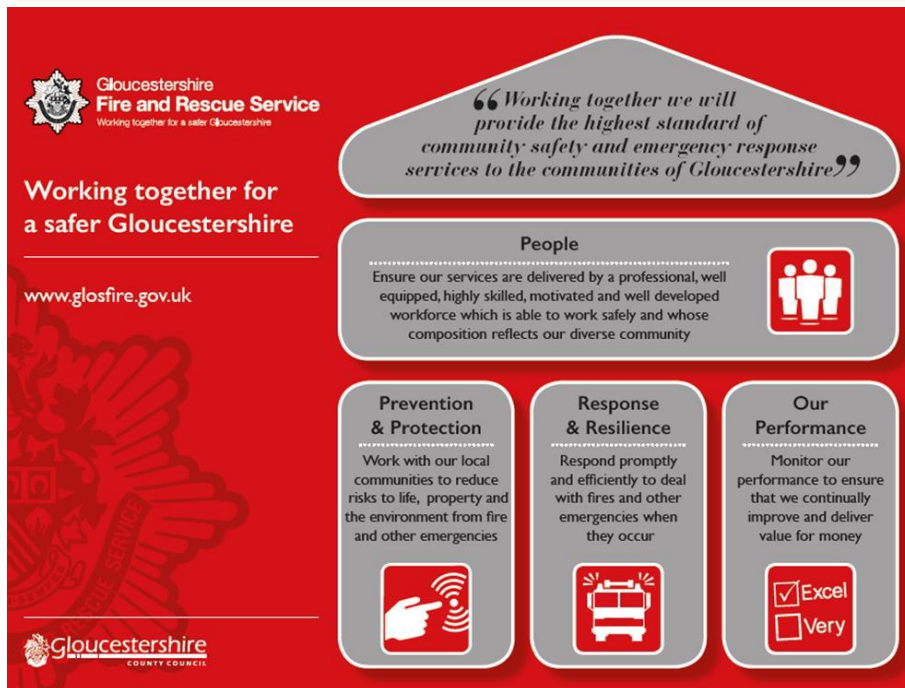 Gloucestershire
Fire and Rescue Service
Working together for a safer Gloucestershire
Working together for
a safer Gloucestershire
www.glosfire.gov.uk
RESCUE SERVICE
Gloucestershire
COUNTY COUNCIL
“Working together we will
provide the highest standard of
community safety and emergency response
services to the communities of Gloucestershire”
People
Ensure our services are delivered by a professional, well
equipped, highly skilled, motivated and well developed
workforce which is able to work safely and whose
composition reflects our diverse community
Prevention
& Protection
Work with our local
communities to reduce
risks to life, property and
the environment from fire
and other emergencies
Response
& Resilience
Respond promptly
and efficiently to deal
with fires and other
emergencies when
they occur
Our
Performance
Monitor our
performance to ensure
that we continually
improve and deliver
value for money
Excel
Very